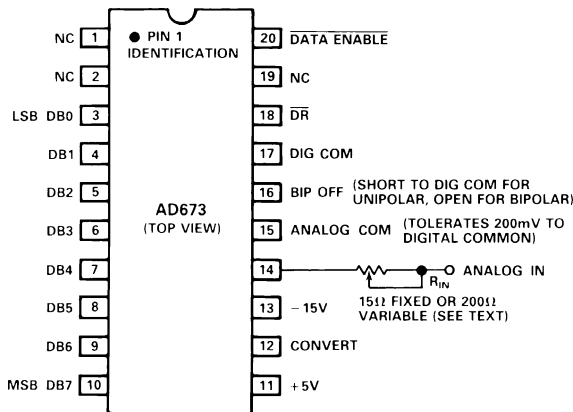 NC 1
PIN 1
IDENTIFICATION
20 DATA ENABLE
NC 2
19 NC
LSB DB0 3
18 DR
DB1 4
17 DIG COM
DB2 5
16 BIP OFF (SHORT TO DIG COM FOR
UNIPOLAR, OPEN FOR BIPOLAR)
AD673
(TOP VIEW)
DB3 6
15 ANALOG COM (TOLERATES 200mV TO
DIGITAL COMMON)
DB4 7
14
RIN
ANALOG IN
DB5 8
13 –15V
15Ω FIXED OR 200Ω
VARIABLE (SEE TEXT)
DB6 9
12 CONVERT
MSB DB7 10
11 +5V